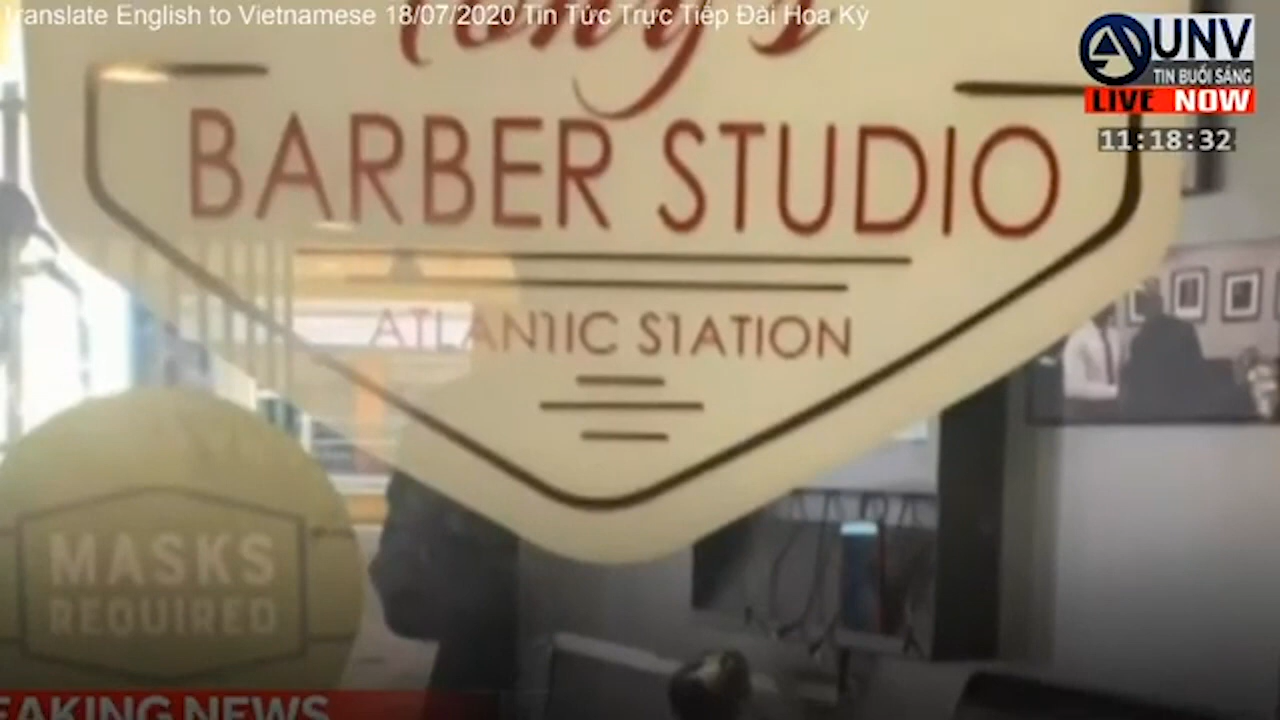 Translate English to Vietnamese 18/07/2020 Tin Tức Trực Tiếp Đài Hoa Kỳ
UNV
TIN BUỔI SÁNG
LIVE NOW
11:18:32
Tony's
BARBER STUDIO
ATLANTIC STATION
MASKS
REQUIRED
EAKING NEWS